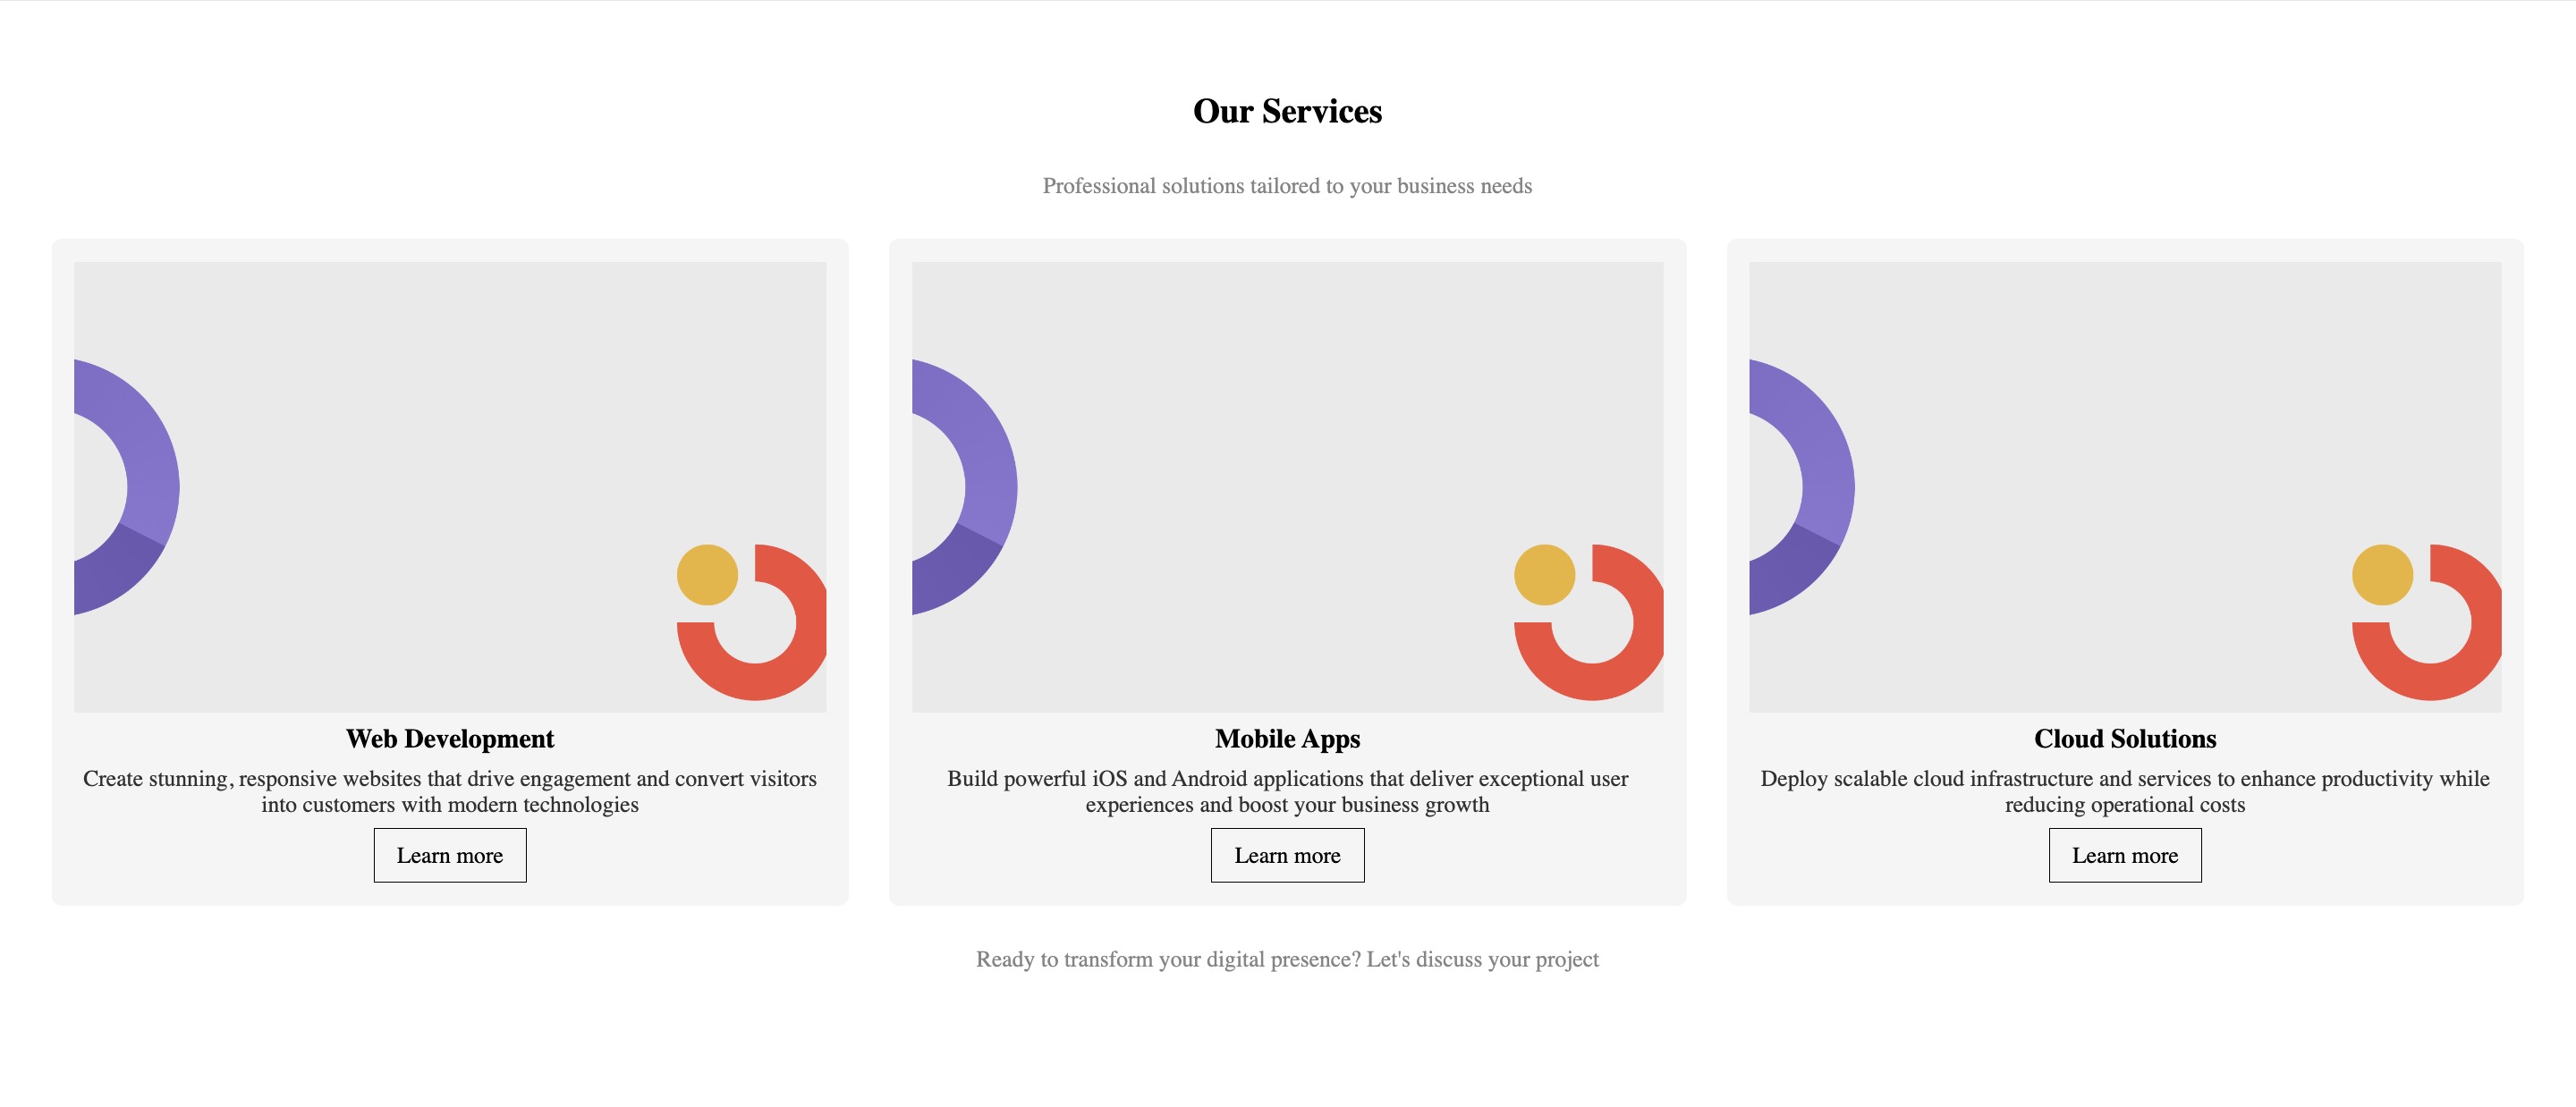 Our Services
Professional solutions tailored to your business needs
Web Development
Create stunning, responsive websites that drive engagement and convert visitors
into customers with modern technologies
Learn more
Mobile Apps
Build powerful iOS and Android applications that deliver exceptional user
experiences and boost your business growth
Learn more
Cloud Solutions
Deploy scalable cloud infrastructure and services to enhance productivity while
reducing operational costs
Learn more
Ready to transform your digital presence? Let's discuss your project